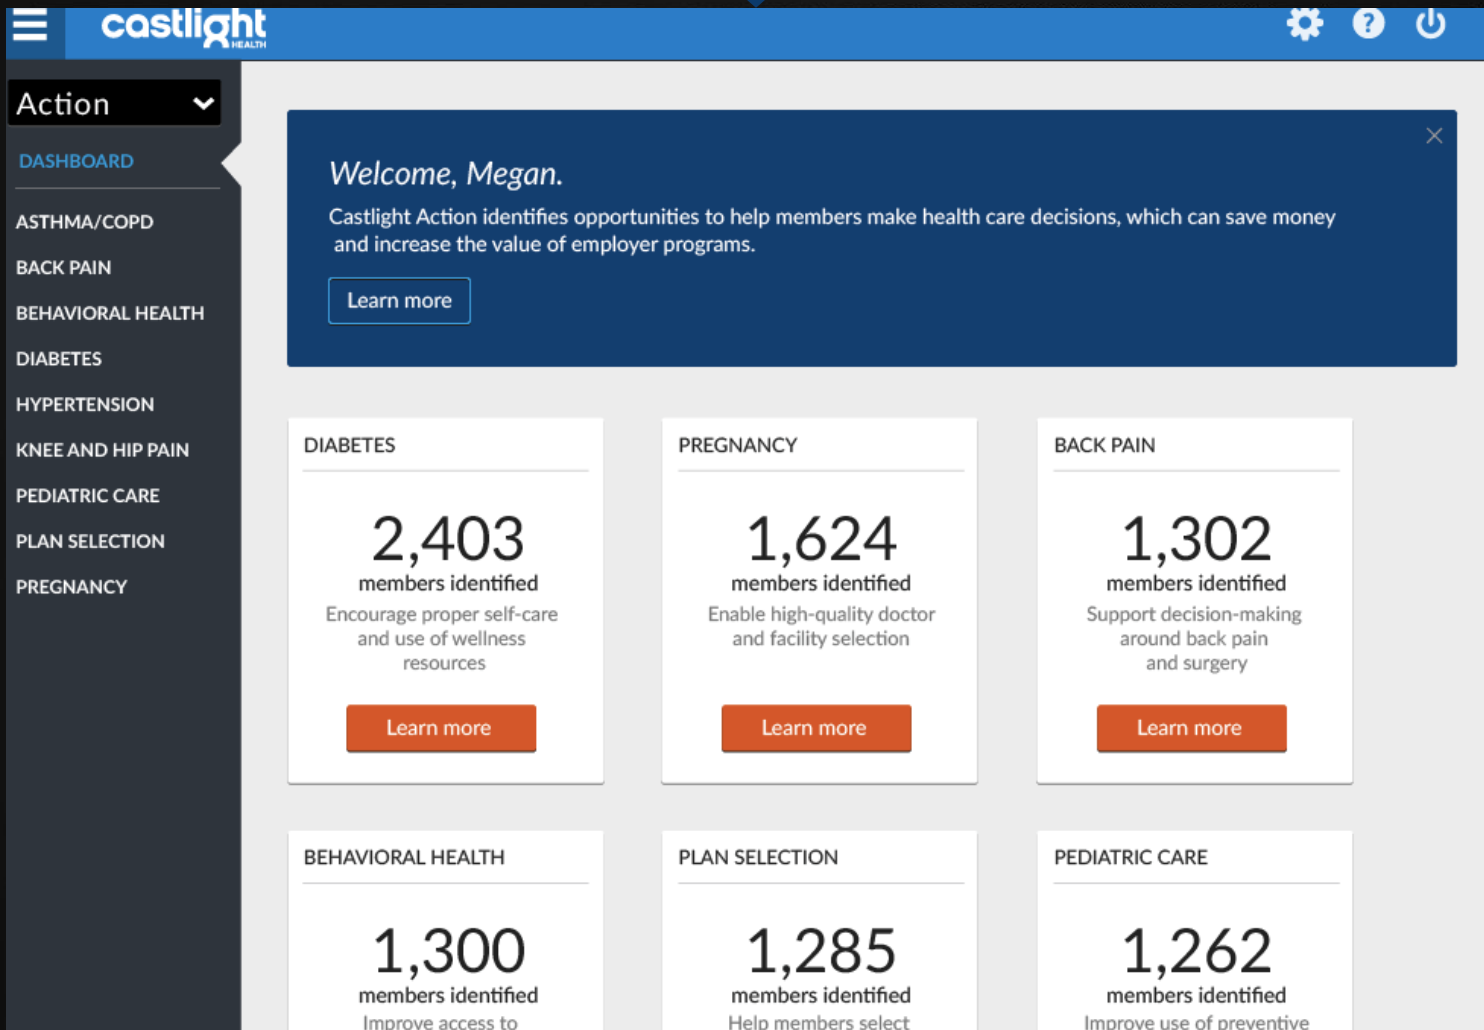 castlight
HEALTH
?
Action
DASHBOARD
ASTHMA/COPD
BACK PAIN
BEHAVIORAL HEALTH
DIABETES
HYPERTENSION
KNEE AND HIP PAIN
PEDIATRIC CARE
PLAN SELECTION
PREGNANCY
Welcome, Megan.
Castlight Action identifies opportunities to help members make health care decisions, which can save money
and increase the value of employer programs.
Learn more
DIABETES
2,403
members identified
Encourage proper self-care
and use of wellness
resources
Learn more
PREGNANCY
1,624
members identified
Enable high-quality doctor
and facility selection
Learn more
BACK PAIN
1,302
members identified
Support decision-making
around back pain
and surgery
Learn more
BEHAVIORAL HEALTH
1,300
members identified
Improve access to
PLAN SELECTION
1,285
members identified
Help members select
PEDIATRIC CARE
1,262
members identified
Improve use of preventive